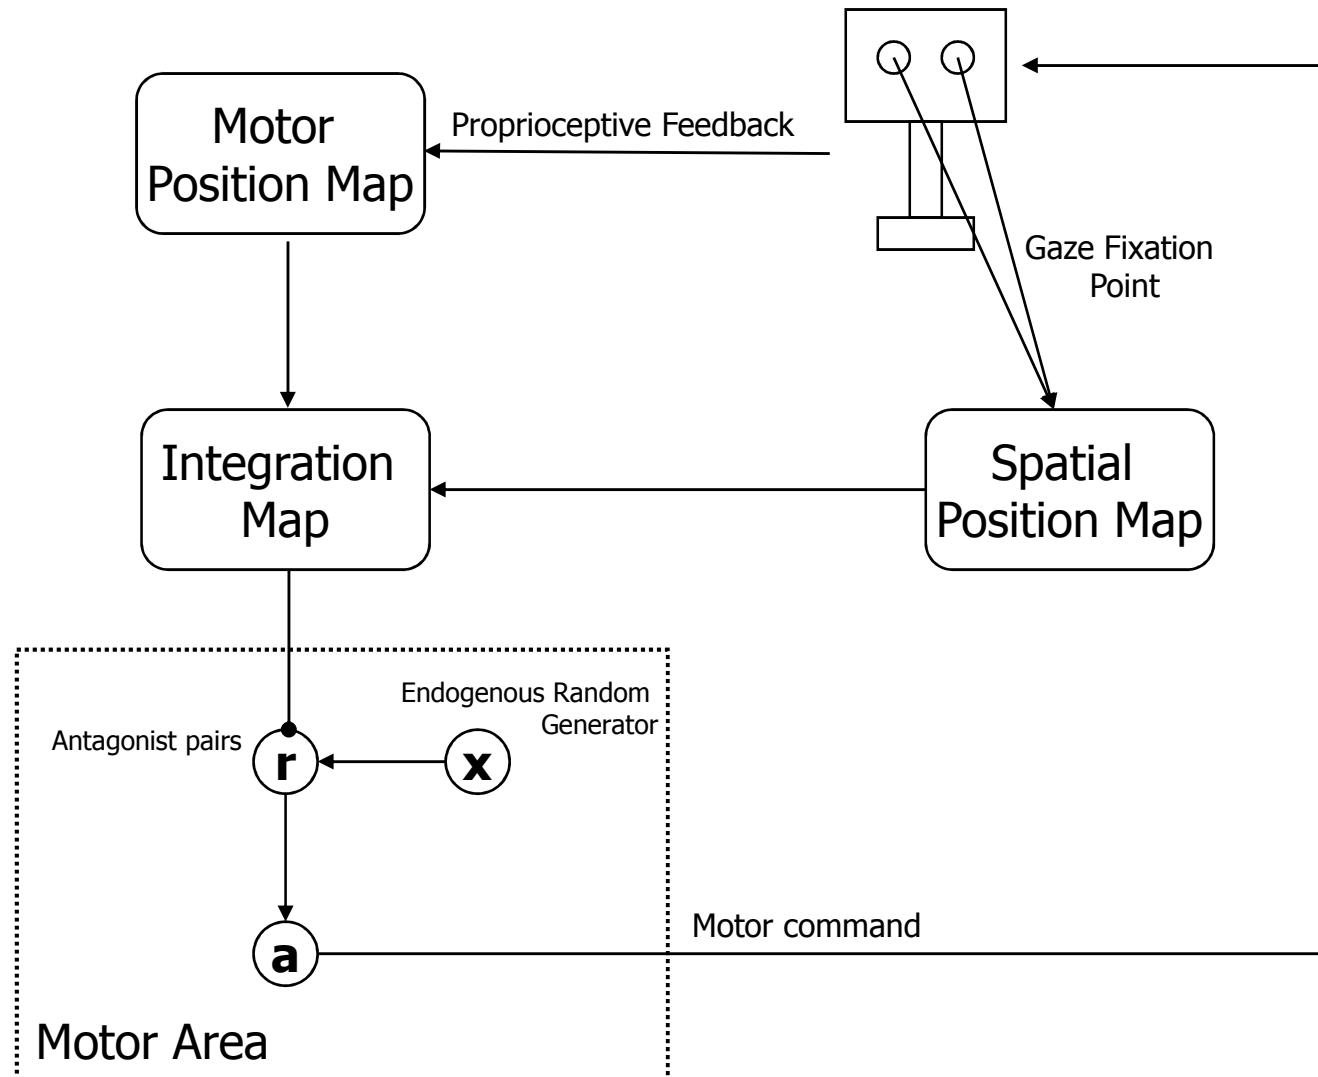 Motor
Position Map
Proprioceptive Feedback
Gaze Fixation
Point
Integration
Map
Spatial
Position Map
Endogenous Random
Generator
Antagonist pairs
r
x
a
Motor command
Motor Area